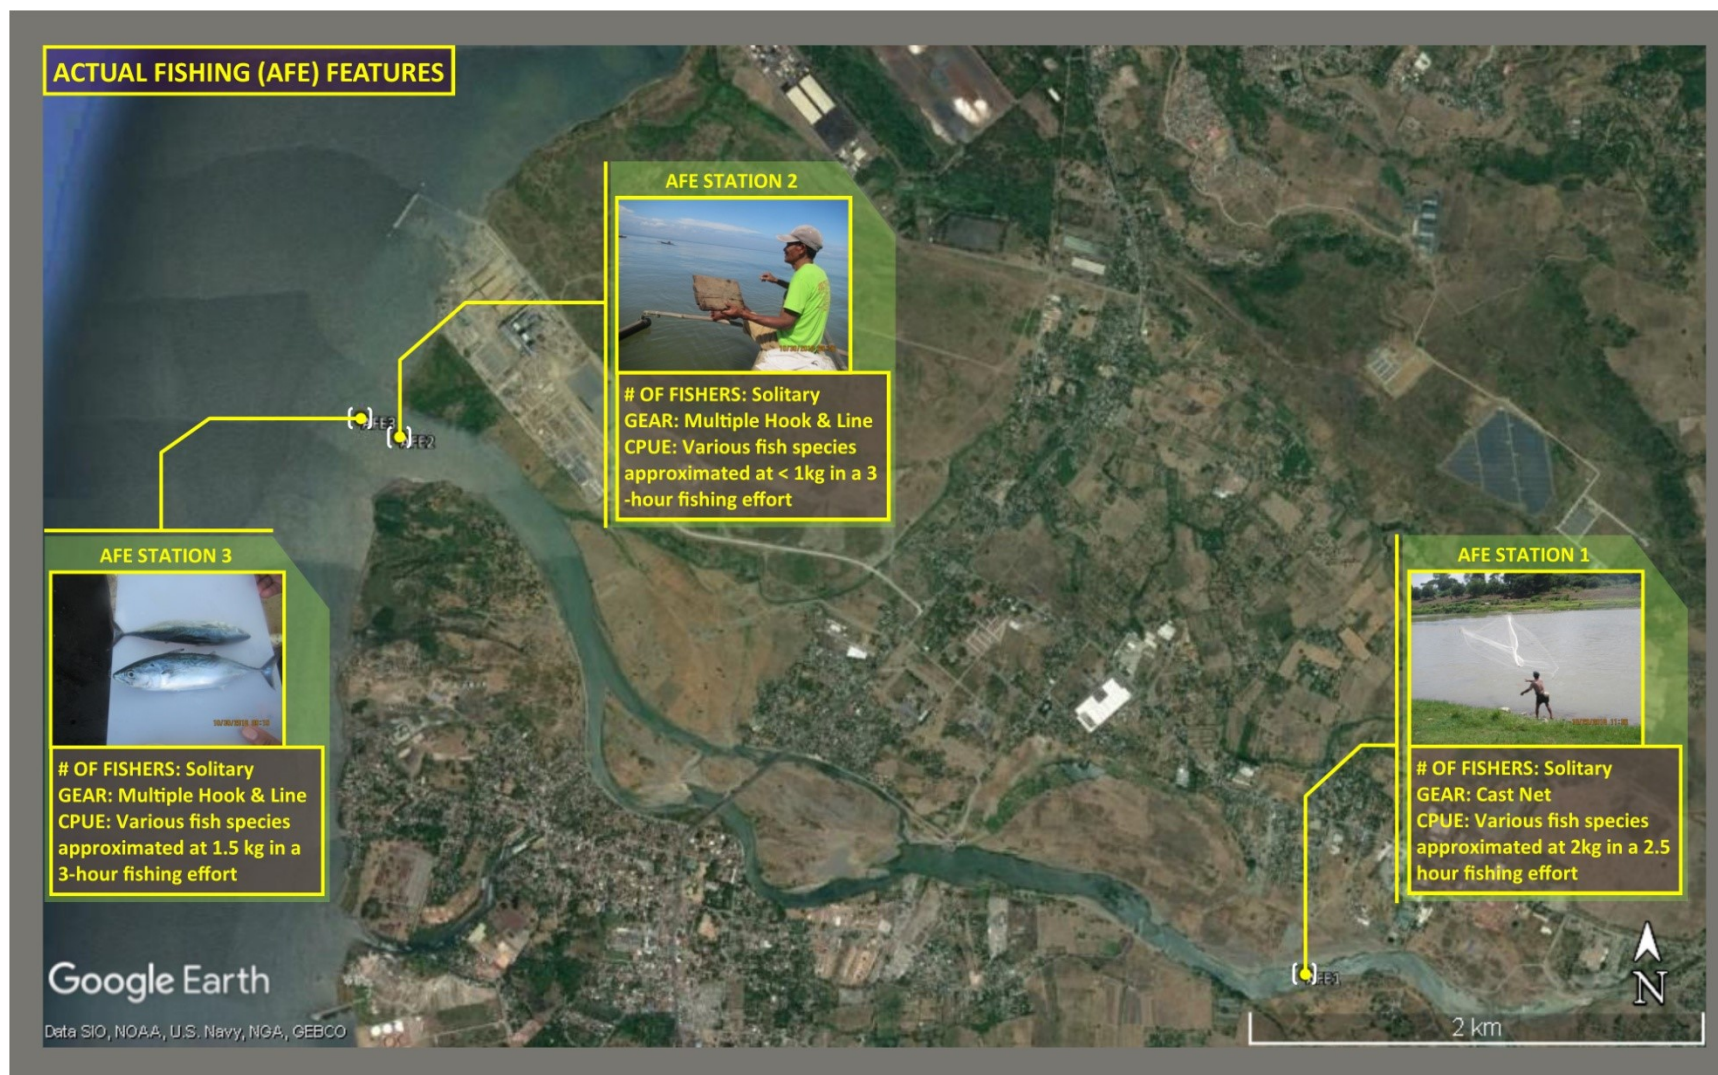 ACTUAL FISHING (AFE) FEATURES
AFE STATION 2
# OF FISHERS: Solitary
GEAR: Multiple Hook & Line
CPUE: Various fish species
approximated at < 1kg in a 3
-hour fishing effort
AFE3
AFE2
AFE STATION 3
# OF FISHERS: Solitary
GEAR: Multiple Hook & Line
CPUE: Various fish species
approximated at 1.5 kg in a
3-hour fishing effort
AFE STATION 1
# OF FISHERS: Solitary
GEAR: Cast Net
CPUE: Various fish species
approximated at 2kg in a 2.5
hour fishing effort
AFE1
N
2 km
Google Earth
Data SIO, NOAA, U.S. Navy, NGA, GEBCO